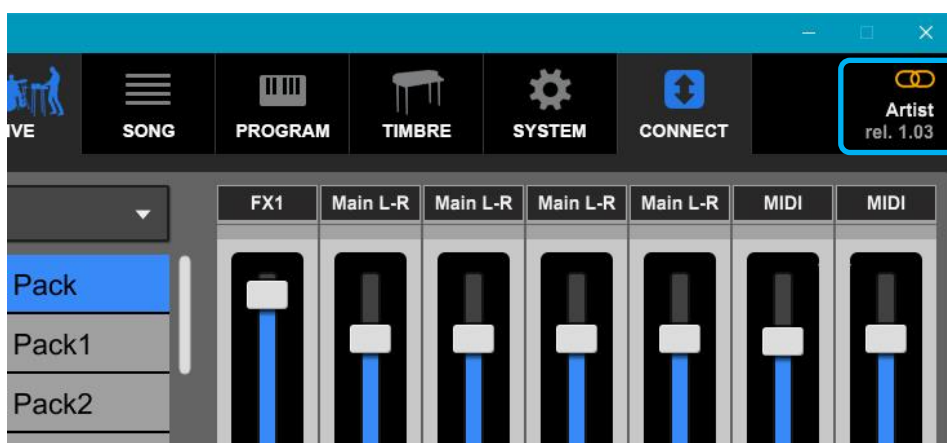 IVE SONG PROGRAM TIMBRE SYSTEM CONNECT
Artist
rel. 1.03
FX1 Main L-R Main L-R Main L-R Main L-R MIDI MIDI
Pack
Pack1
Pack2